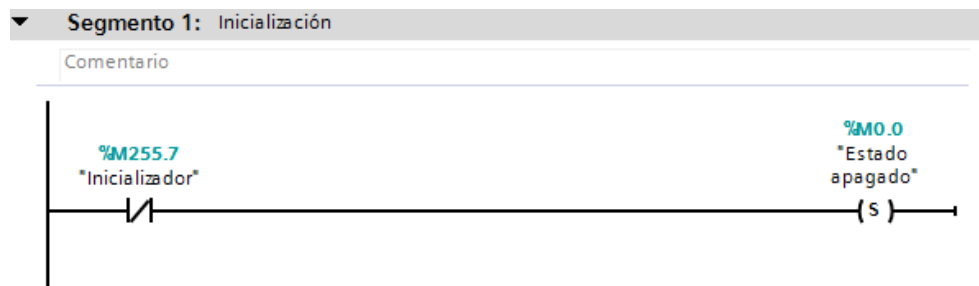 Segmento 1: Inicialización
Comentario
%M0.0
"Estado
apagado"
%M255.7
"Inicializador"
S